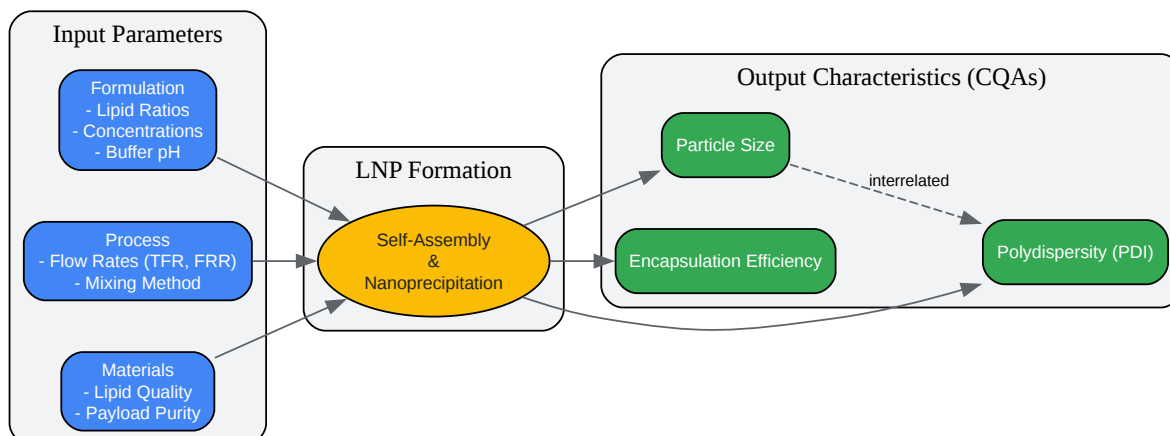 Input Parameters
Formulation
- Lipid Ratios
- Concentrations
- Buffer pH
Process
- Flow Rates (TFR, FRR)
- Mixing Method
Materials
- Lipid Quality
- Payload Purity
LNP Formation
Self-Assembly
&
Nanoprecipitation
Output Characteristics (CQAs)
Particle Size
interrelated
Encapsulation Efficiency
Polydispersity (PDI)